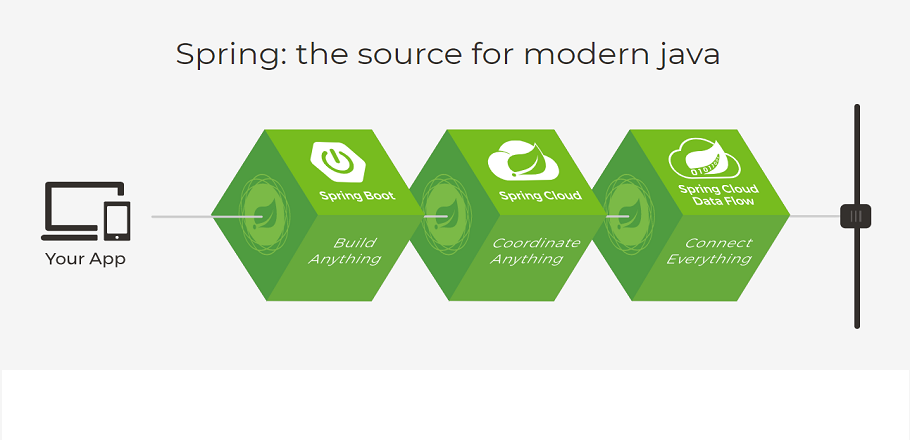 Spring: the source for modern java
Your App
Spring Boot
Build
Anything
Spring Cloud
Coordinate
Anything
Spring Cloud
Data Flow
Connect
Everything